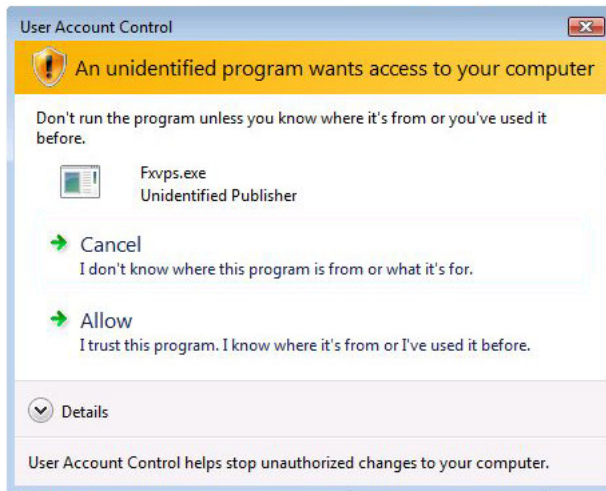 User Account Control
An unidentified program wants access to your computer
Don't run the program unless you know where it's from or you've used it
before.
Fxvps.exe
Unidentified Publisher
Cancel
I don't know where this program is from or what it's for.
Allow
I trust this program. I know where it's from or I've used it before.
Details
User Account Control helps stop unauthorized changes to your computer.